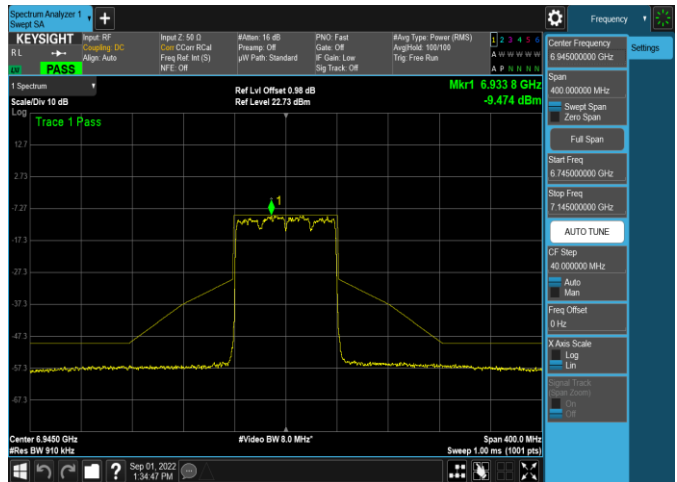 Spectrum Analyzer 1
Swept SA
Frequency
KEYSIGHT
RL
LW
PASS
Input: RF
Coupling: DC
Align: Auto
Input Z: 50 Ω
Corr CCorr RCal
Freq Ref: Int (S)
NFE: Off
#Atten: 16 dB
Preamp: Off
µW Path: Standard
PNO: Fast
Gate: Off
IF Gain: Low
Sig Track: Off
#Avg Type: Power (RMS)
Avg|Hold: 100/100
Trig: Free Run
1 2 3 4 5 6
A W W W W W
A P N N N N
1 Spectrum
Scale/Div 10 dB
Ref Lvl Offset 0.98 dB
Ref Level 22.73 dBm
Mkr1 6.933 8 GHz
-9.474 dBm
Log
Trace 1 Pass
12.7
2.73
-7.27
-17.3
-27.3
-37.3
-47.3
-57.3
-67.3
1
Center 6.9450 GHz
#Res BW 910 kHz
#Video BW 8.0 MHz*
Span 400.0 MHz
Sweep 1.00 ms (1001 pts)
Sep 01, 2022
1:34:47 PM
Center Frequency
6.945000000 GHz
Settings
Span
400.000000 MHz
Swept Span
Zero Span
Full Span
Start Freq
6.745000000 GHz
Stop Freq
7.145000000 GHz
AUTO TUNE
CF Step
40.000000 MHz
Auto
Man
Freq Offset
0 Hz
X Axis Scale
Log
Lin
Signal Track
(Span Zoom)
On
Off